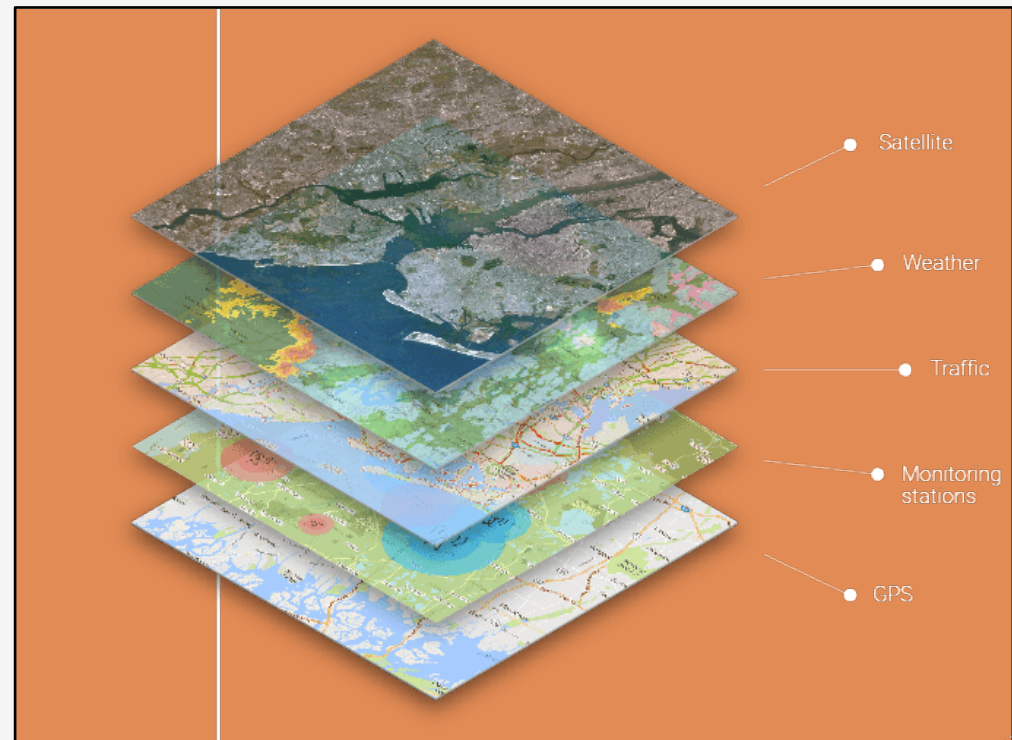 Satellite
Weather
Traffic
Monitoring
stations
GPS